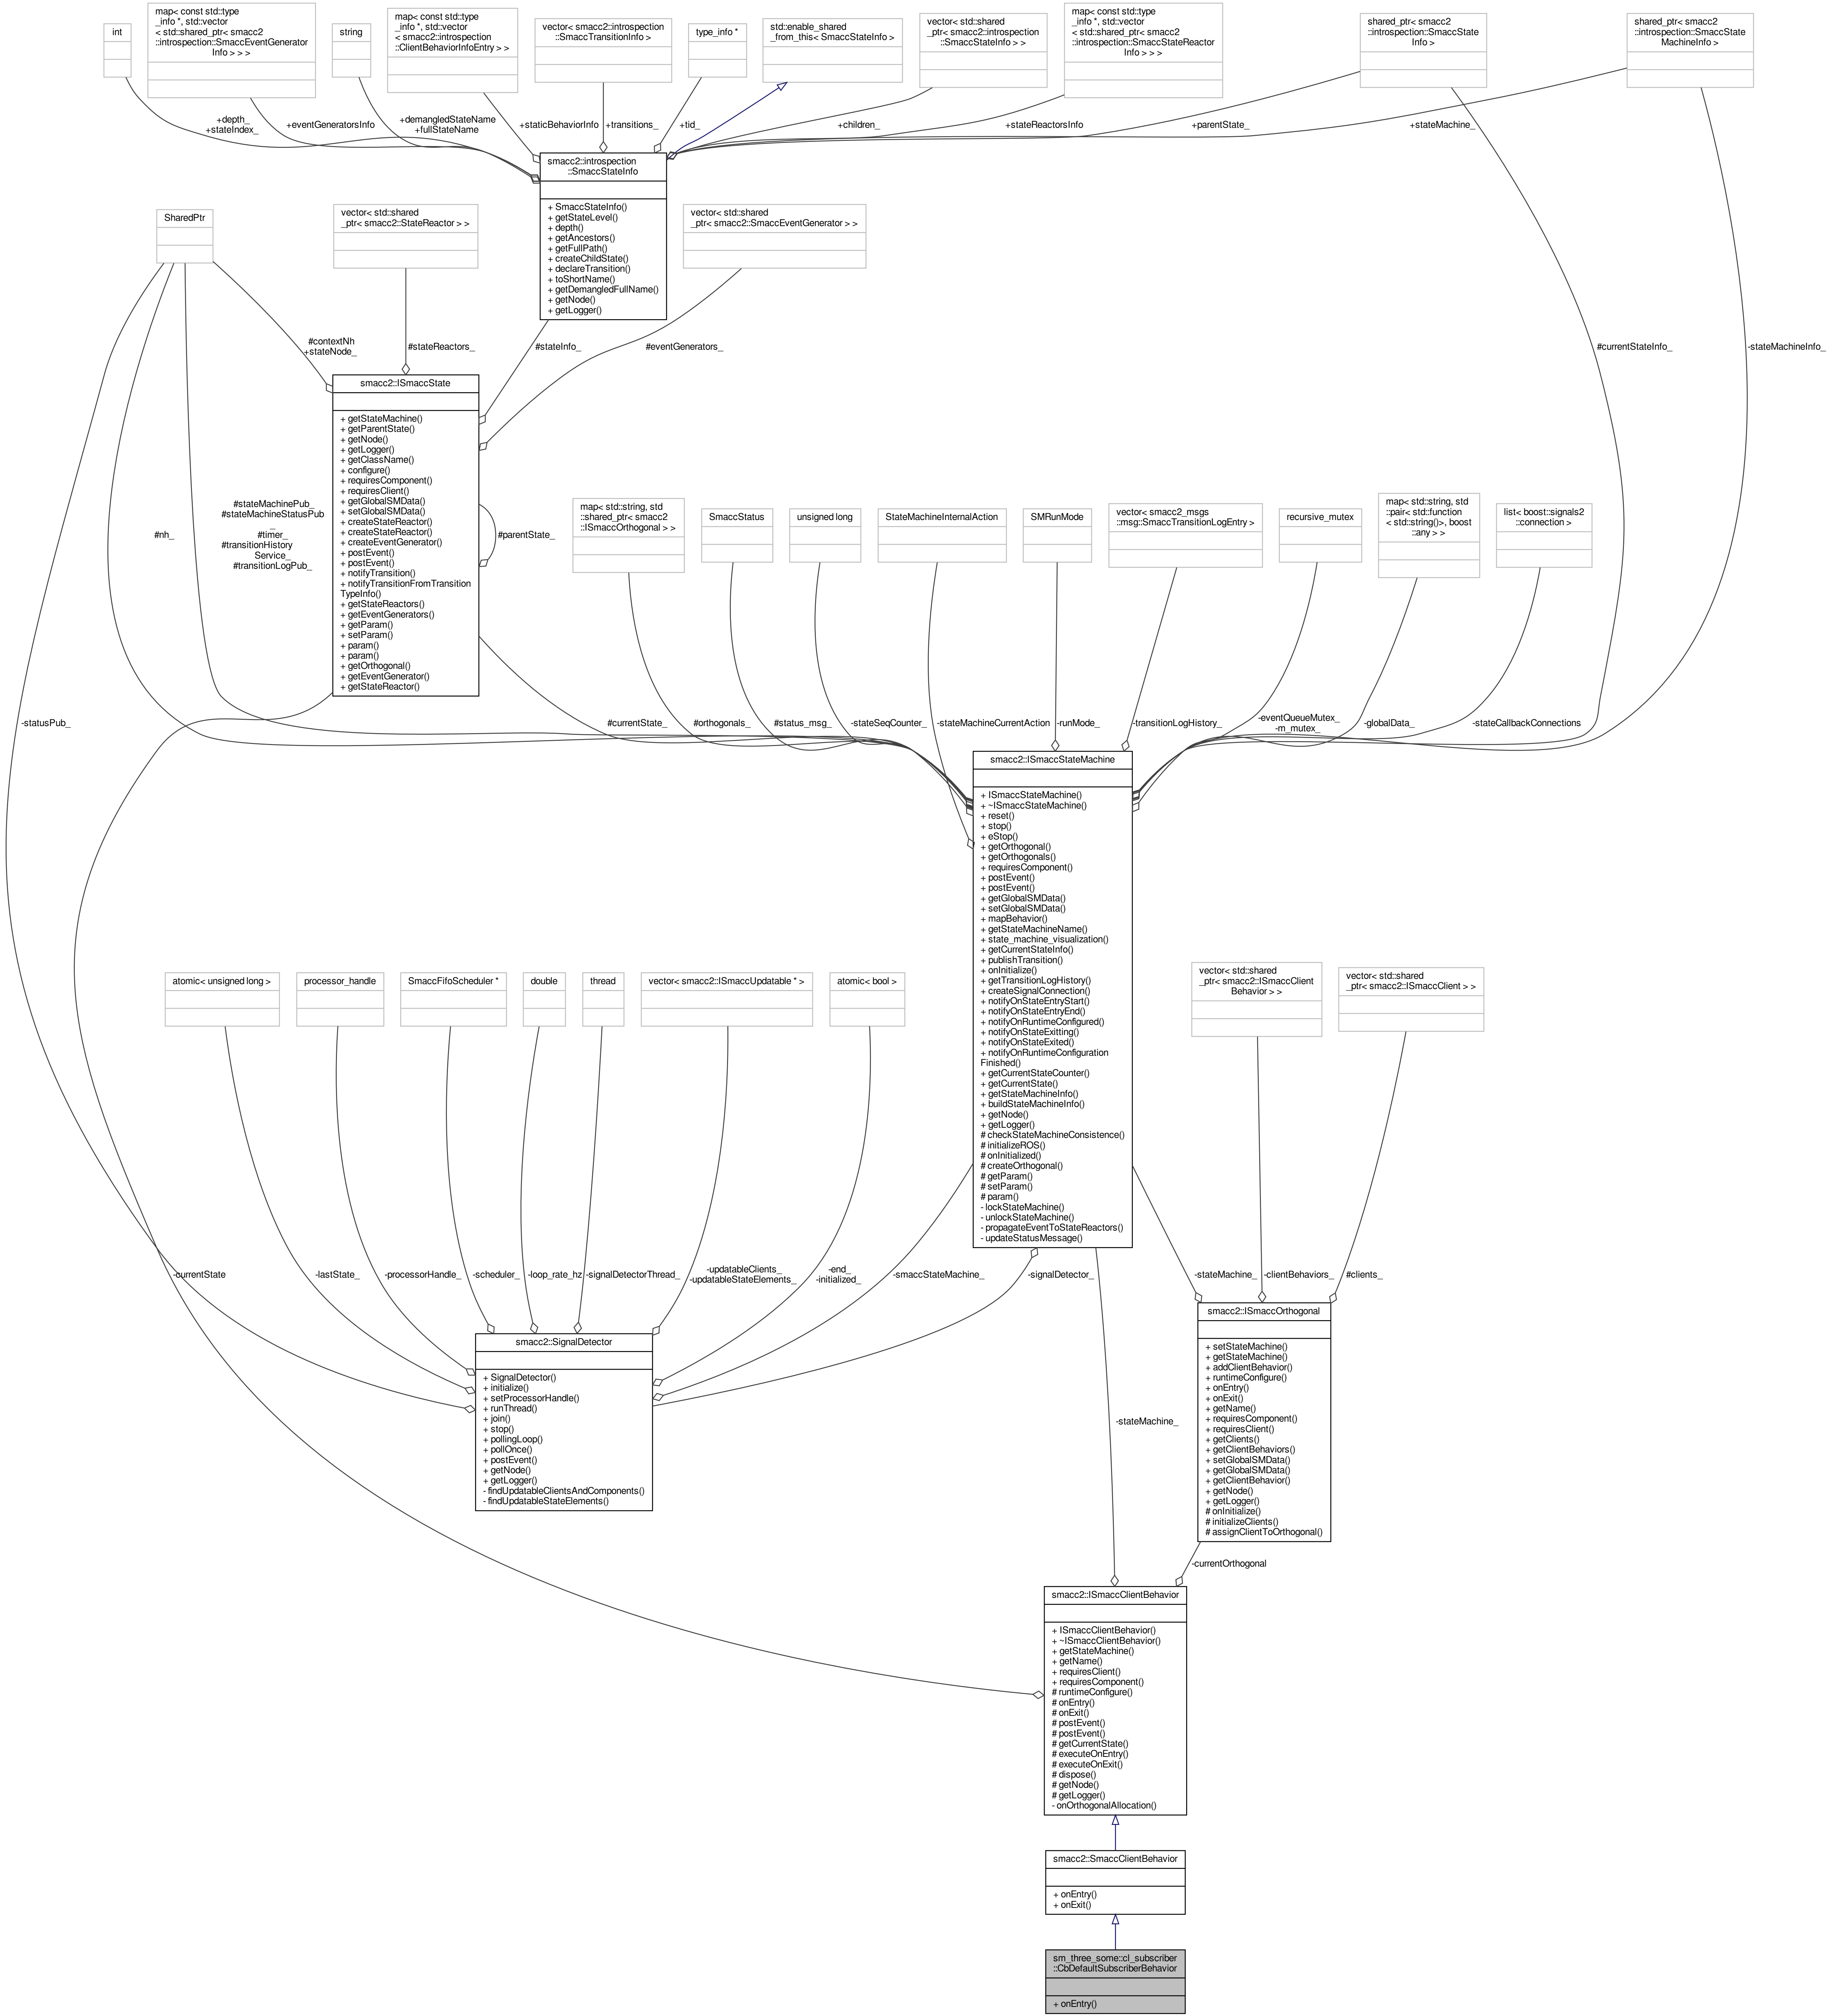 int
map< const std::type
_info *, std::vector
< std::shared_ptr< smacc2
::introspection::SmaccEventGenerator
Info > > >
string
map< const std::type
_info *, std::vector
< smacc2::introspection
::ClientBehaviorInfoEntry > >
vector< smacc2::introspection
::SmaccTransitionInfo >
type_info *
std::enable_shared
_from_this< SmaccStateInfo >
vector< std::shared
_ptr< smacc2::introspection
::SmaccStateInfo > >
map< const std::type
_info *, std::vector
< std::shared_ptr< smacc2
::introspection::SmaccStateReactor
Info > > >
shared_ptr< smacc2
::introspection::SmaccState
Info >
shared_ptr< smacc2
::introspection::SmaccState
MachineInfo >
+depth_
+stateIndex_
+eventGeneratorsInfo
+demangledStateName
+fullStateName
+staticBehaviorInfo
+transitions_
+tid_
+children_
+stateReactorsInfo
+parentState_
+stateMachine_
smacc2::introspection
::SmaccStateInfo
+ SmaccStateInfo()
+ getStateLevel()
+ depth()
+ getAncestors()
+ getFullPath()
+ createChildState()
+ declareTransition()
+ toShortName()
+ getDemangledFullName()
+ getNode()
+ getLogger()
SharedPtr
vector< std::shared
_ptr< smacc2::StateReactor > >
vector< std::shared
_ptr< smacc2::SmaccEventGenerator > >
#contextNh
+stateNode_
#stateReactors_
#stateInfo_
#eventGenerators_
#currentStateInfo_
-stateMachineInfo_
smacc2::ISmaccState
+ getStateMachine()
+ getParentState()
+ getNode()
+ getLogger()
+ getClassName()
+ configure()
+ requiresComponent()
+ requiresClient()
+ getGlobalSMData()
+ setGlobalSMData()
+ createStateReactor()
+ createStateReactor()
+ createEventGenerator()
+ postEvent()
+ postEvent()
+ notifyTransition()
+ notifyTransitionFromTransition
TypeInfo()
+ getStateReactors()
+ getEventGenerators()
+ getParam()
+ setParam()
+ param()
+ param()
+ getOrthogonal()
+ getEventGenerator()
+ getStateReactor()
#parentState_
#nh_
#stateMachinePub_
#stateMachineStatusPub
_
#timer_
#transitionHistory
Service_
#transitionLogPub_
map< std::string, std
::shared_ptr< smacc2
::ISmaccOrthogonal > >
SmaccStatus
unsigned long
StateMachineInternalAction
SMRunMode
vector< smacc2_msgs
::msg::SmaccTransitionLogEntry >
recursive_mutex
map< std::string, std
::pair< std::function
< std::string()>, boost
::any > >
list< boost::signals2
::connection >
-statusPub_
#currentState_
#orthogonals_
#status_msg_
-stateSeqCounter_
-stateMachineCurrentAction
-runMode_
-transitionLogHistory_
-eventQueueMutex_
-m_mutex_
-globalData_
-stateCallbackConnections
smacc2::ISmaccStateMachine
+ ISmaccStateMachine()
+ ~ISmaccStateMachine()
+ reset()
+ stop()
+ eStop()
+ getOrthogonal()
+ getOrthogonals()
+ requiresComponent()
+ postEvent()
+ postEvent()
+ getGlobalSMData()
+ setGlobalSMData()
+ mapBehavior()
+ getStateMachineName()
+ state_machine_visualization()
+ getCurrentStateInfo()
+ publishTransition()
+ onInitialize()
+ getTransitionLogHistory()
+ createSignalConnection()
+ notifyOnStateEntryStart()
+ notifyOnStateEntryEnd()
+ notifyOnRuntimeConfigured()
+ notifyOnStateExitting()
+ notifyOnStateExited()
+ notifyOnRuntimeConfiguration
Finished()
+ getCurrentStateCounter()
+ getCurrentState()
+ getStateMachineInfo()
+ buildStateMachineInfo()
+ getNode()
+ getLogger()
# checkStateMachineConsistence()
# initializeROS()
# onInitialized()
# createOrthogonal()
# getParam()
# setParam()
# param()
- lockStateMachine()
- unlockStateMachine()
- propagateEventToStateReactors()
- updateStatusMessage()
atomic< unsigned long >
processor_handle
SmaccFifoScheduler *
double
thread
vector< smacc2::ISmaccUpdatable * >
atomic< bool >
vector< std::shared
_ptr< smacc2::ISmaccClient
Behavior > >
vector< std::shared
_ptr< smacc2::ISmaccClient > >
-currentState
-lastState_
-processorHandle_
-scheduler_
-loop_rate_hz
-signalDetectorThread_
-updatableClients_
-updatableStateElements_
-end_
-initialized_
-smaccStateMachine_
-signalDetector_
-stateMachine_
-clientBehaviors_
#clients_
smacc2::SignalDetector
+ SignalDetector()
+ initialize()
+ setProcessorHandle()
+ runThread()
+ join()
+ stop()
+ pollingLoop()
+ pollOnce()
+ postEvent()
+ getNode()
+ getLogger()
- findUpdatableClientsAndComponents()
- findUpdatableStateElements()
smacc2::ISmaccOrthogonal
+ setStateMachine()
+ getStateMachine()
+ addClientBehavior()
+ runtimeConfigure()
+ onEntry()
+ onExit()
+ getName()
+ requiresComponent()
+ requiresClient()
+ getClients()
+ getClientBehaviors()
+ setGlobalSMData()
+ getGlobalSMData()
+ getClientBehavior()
+ getNode()
+ getLogger()
# onInitialize()
# initializeClients()
# assignClientToOrthogonal()
-stateMachine_
-currentOrthogonal
smacc2::ISmaccClientBehavior
+ ISmaccClientBehavior()
+ ~ISmaccClientBehavior()
+ getStateMachine()
+ getName()
+ requiresClient()
+ requiresComponent()
# runtimeConfigure()
# onEntry()
# onExit()
# postEvent()
# postEvent()
# getCurrentState()
# executeOnEntry()
# executeOnExit()
# dispose()
# getNode()
# getLogger()
- onOrthogonalAllocation()
smacc2::SmaccClientBehavior
+ onEntry()
+ onExit()
sm_three_some::cl_subscriber
::CbDefaultSubscriberBehavior
+ onEntry()